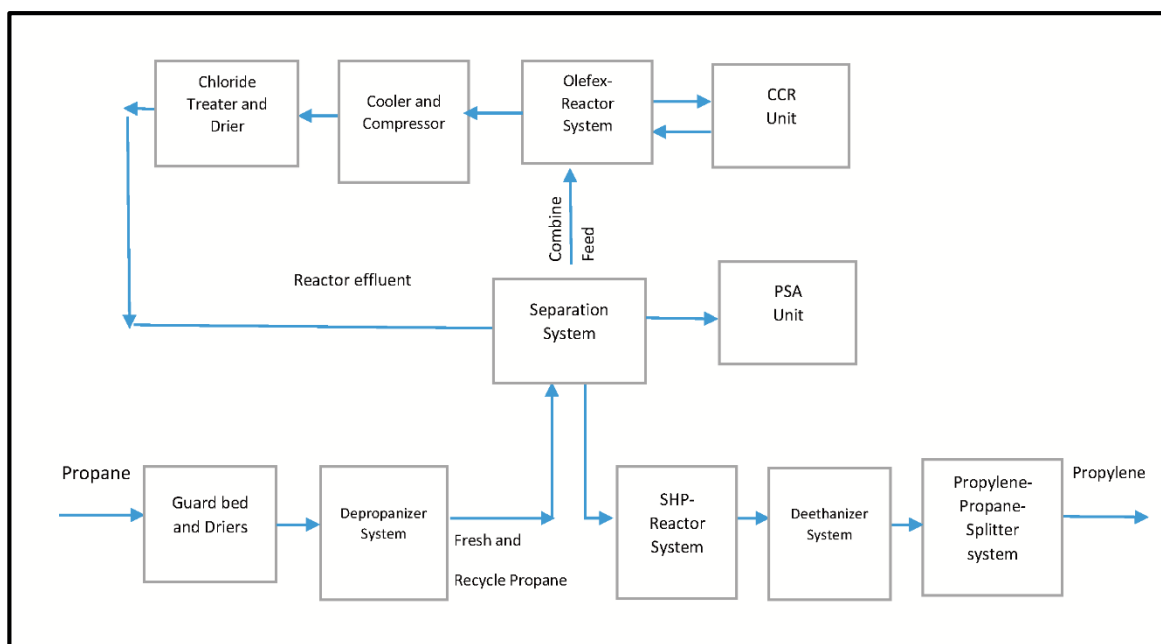 Chloride
Treater and
Drier
Cooler and
Compressor
Olefex-
Reactor
System
CCR
Unit
Combine
Feed
Reactor effluent
Separation
System
PSA
Unit
Propane
Guard bed
and Driers
Depropanizer
System
Fresh and
Recycle Propane
SHP-
Reactor
System
Deethanizer
System
Propylene-
Propane-
Splitter
system
Propylene